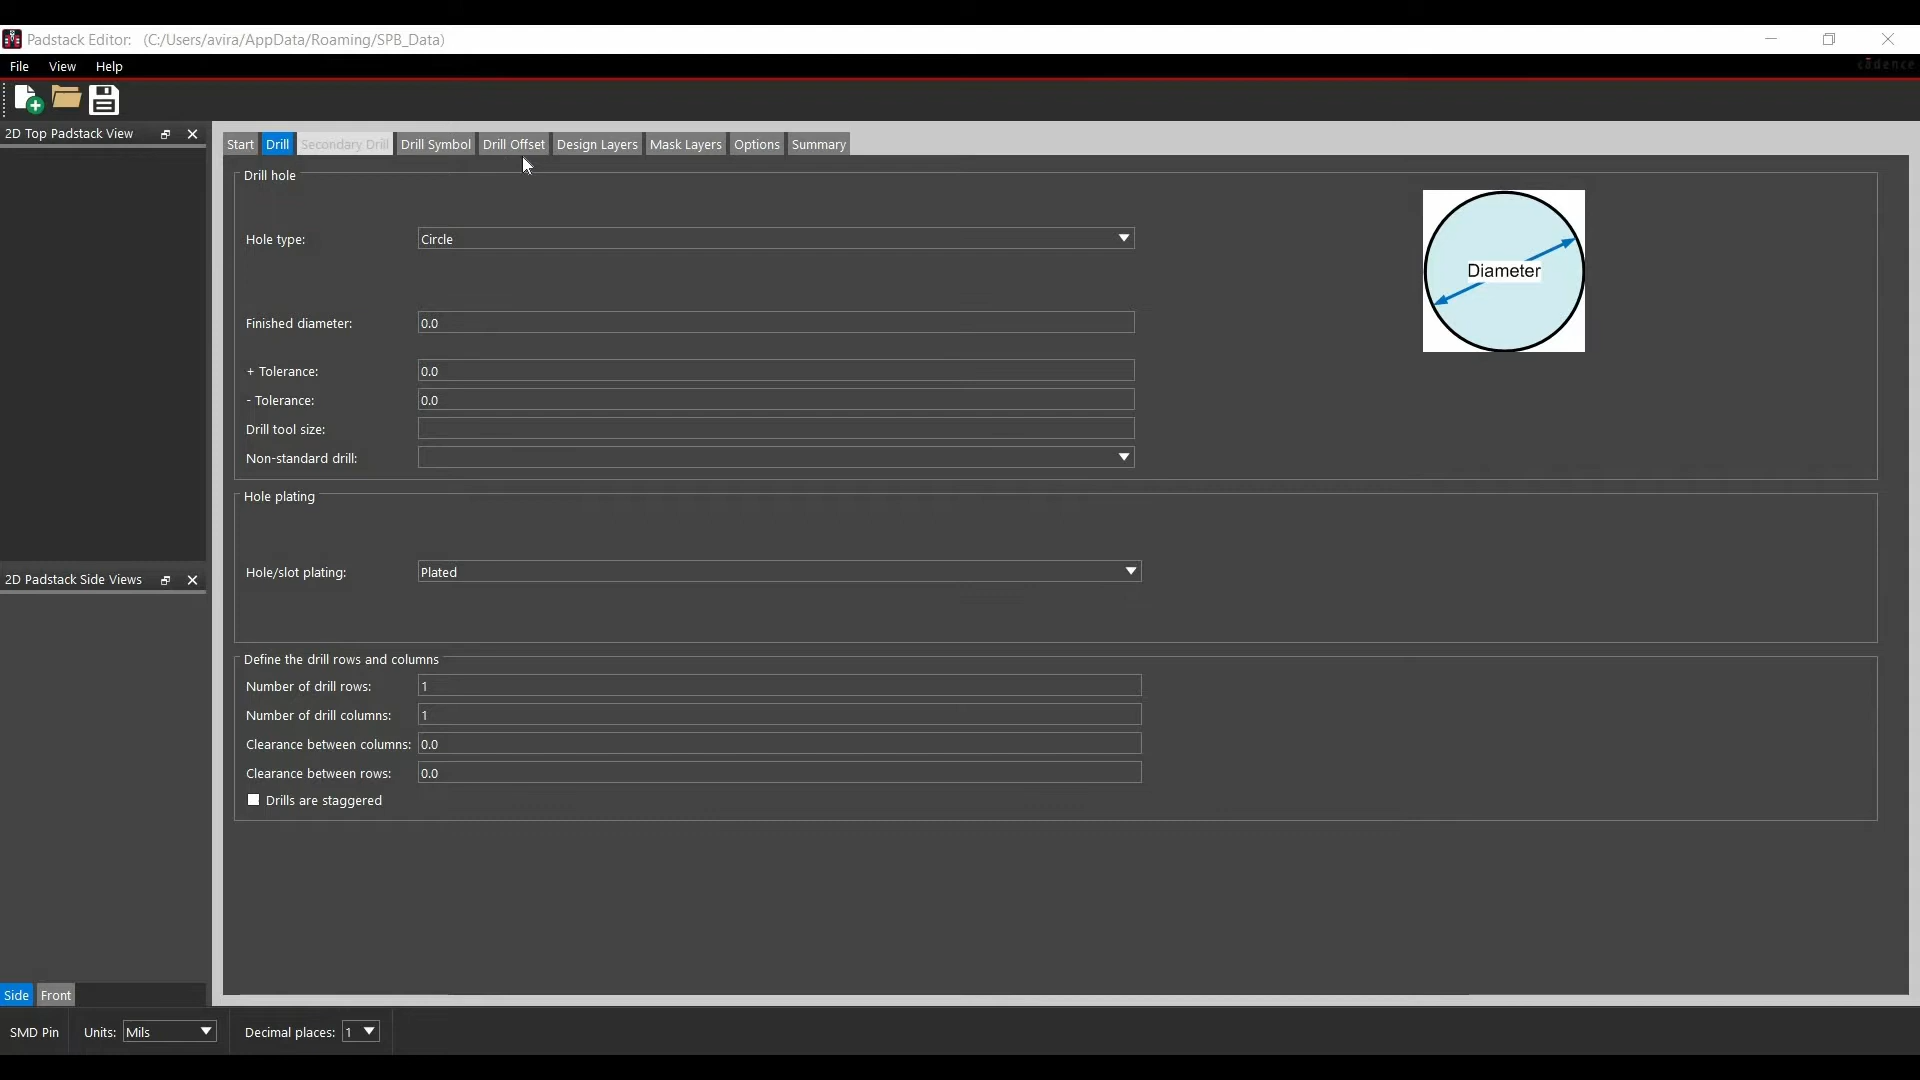 Padstack Editor: (C:/Users/avira/AppData/Roaming/SPB_Data)
File View Help
cadence
2D Top Padstack View
Start Drill Secondary Drill Drill Symbol Drill Offset Design Layers Mask Layers Options Summary
Drill hole
Hole type: Circle
Diameter
Finished diameter: 0.0
+ Tolerance: 0.0
- Tolerance: 0.0
Drill tool size:
Non-standard drill:
Hole plating
Hole/slot plating: Plated
2D Padstack Side Views
Define the drill rows and columns
Number of drill rows: 1
Number of drill columns: 1
Clearance between columns: 0.0
Clearance between rows: 0.0
Drills are staggered
Side Front
SMD Pin Units: Mils Decimal places: 1